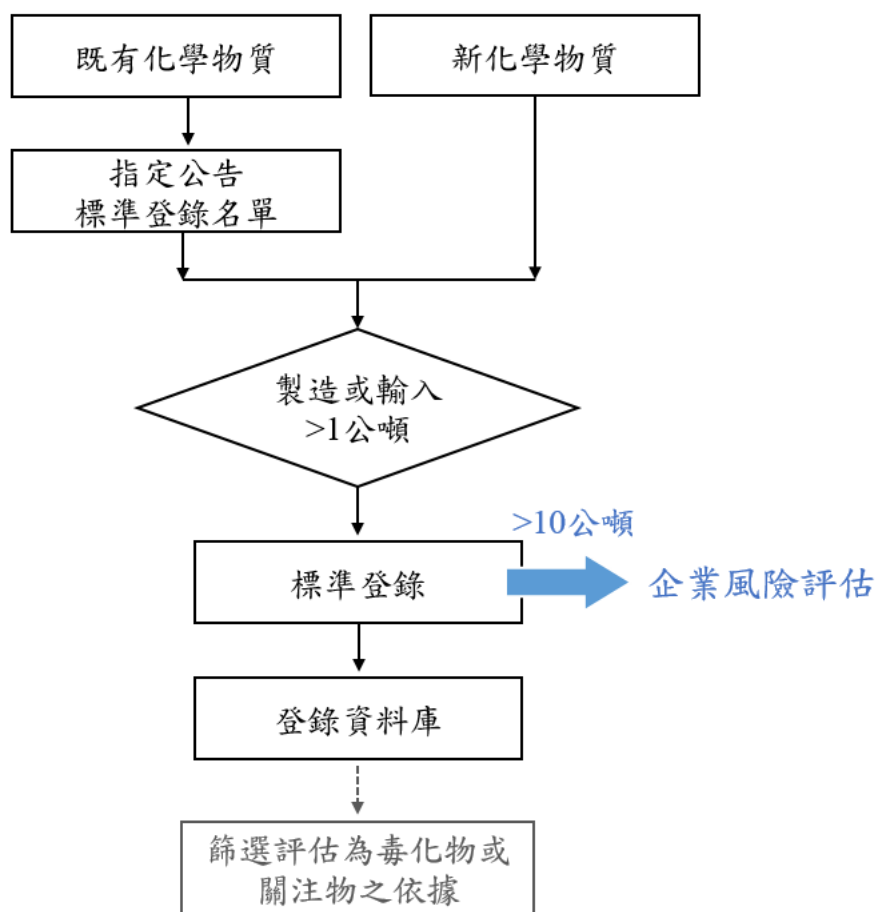 既有化學物質
新化學物質
指定公告
標準登錄名單
製造或輸入
>1公噸
>10公噸
標準登錄
企業風險評估
登錄資料庫
篩選評估為毒化物或
關注物之依據